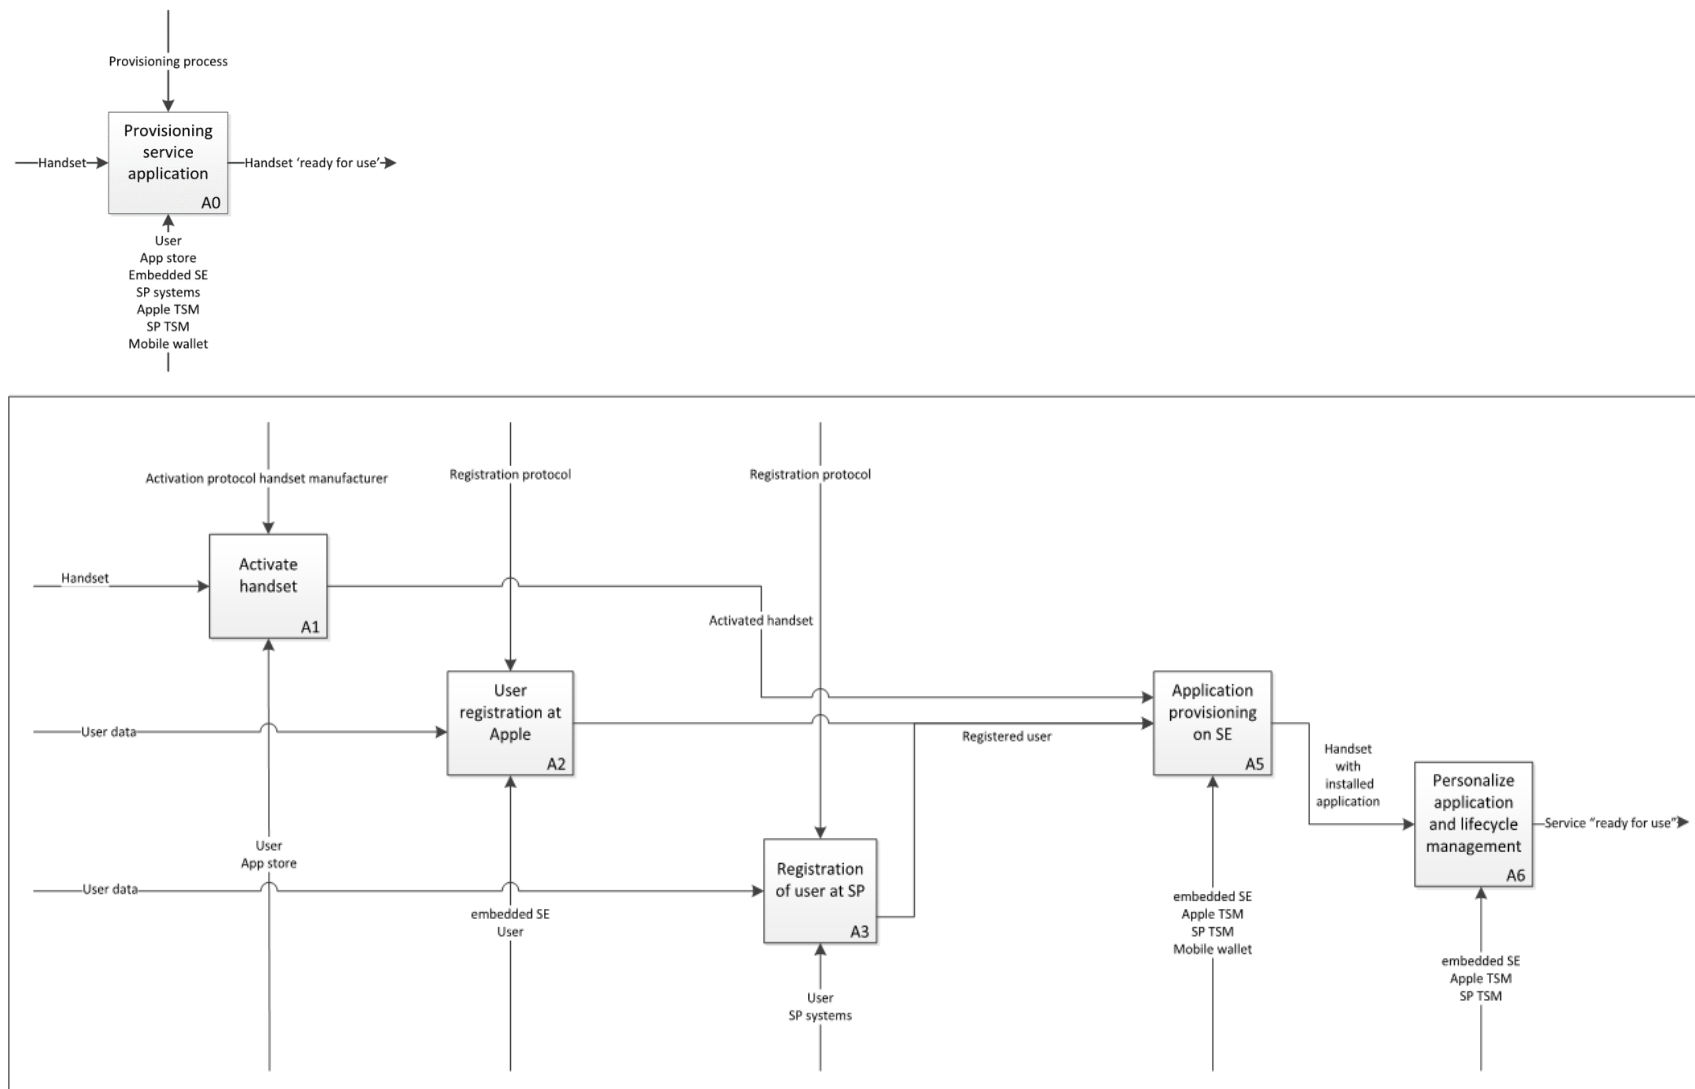 Provisioning process
Provisioning
service
application
A0
Handset
Handset ‘ready for use’
User
App store
Embedded SE
SP systems
Apple TSM
SP TSM
Mobile wallet
Activation protocol handset manufacturer
Registration protocol
Registration protocol
Handset
Activate
handset
A1
Activated handset
User data
User
registration at
Apple
A2
Registered user
Application
provisioning
on SE
A5
Handset
with
installed
application
Personalize
application
and lifecycle
management
A6
Service “ready for use”
User
App store
User data
Registration
of user at SP
A3
embedded SE
User
User
SP systems
embedded SE
Apple TSM
SP TSM
Mobile wallet
embedded SE
Apple TSM
SP TSM